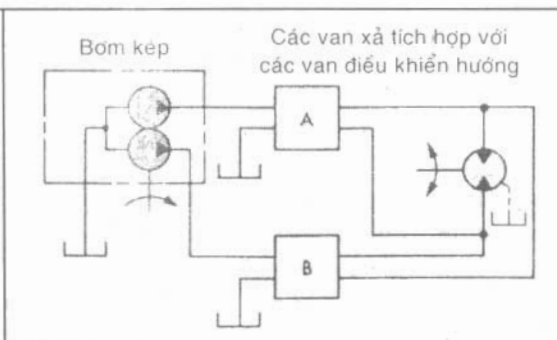 Bơm kép
Các van xả tích hợp với
các van điều khiển hướng
A
B